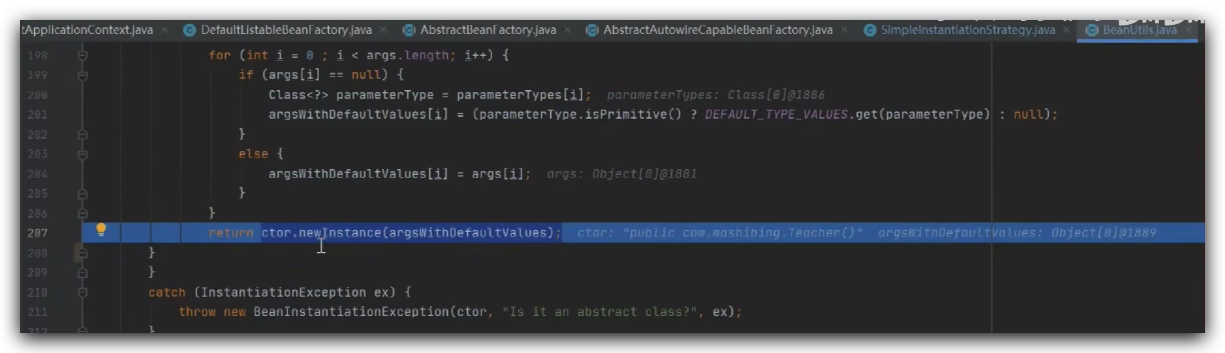 tApplicationContext.java × DefaultListableBeanFactory.java × AbstractBeanFactory.java × AbstractAutowireCapableBeanFactory.java × SimpleInstantiationStrategy.java × BeanUtils.java ×
198 for (int i = 0 ; i < args.length; i++) {
199 if (args[i] == null) {
200 Class<?> parameterType = parameterTypes[i]; parameterTypes: Class[0]@1886
201 argsWithDefaultValues[i] = (parameterType.isPrimitive() ? DEFAULT_TYPE_VALUES.get(parameterType) : null);
202 }
203 else {
204 argsWithDefaultValues[i] = args[i]; args: Object[0]@1881
205 }
206 }
207 return ctor.newInstance(argsWithDefaultValues); ctor: "public com.mashibing.Teacher()" argsWithDefaultValues: Object[0]@1889
208 }
209 }
210 catch (InstantiationException ex) {
211 throw new BeanInstantiationException(ctor, "Is it an abstract class?", ex);
212 }